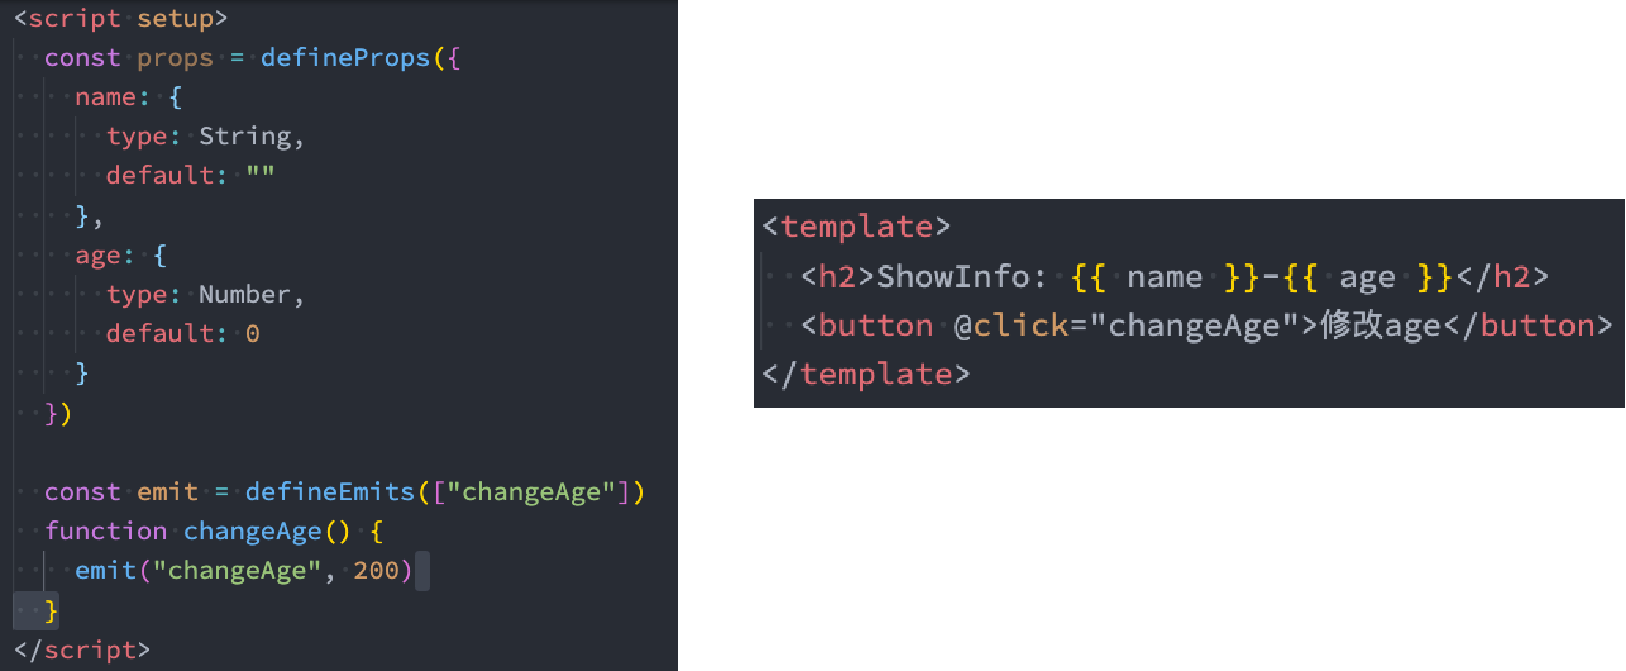 <script setup>
  const props = defineProps({
    name: {
      type: String,
      default: ""
    },
    age: {
      type: Number,
      default: 0
    }
  })

  const emit = defineEmits(["changeAge"])
  function changeAge() {
    emit("changeAge", 200)
  }
</script>
<template>
  <h2>ShowInfo: {{ name }}-{{ age }}</h2>
  <button @click="changeAge">修改age</button>
</template>